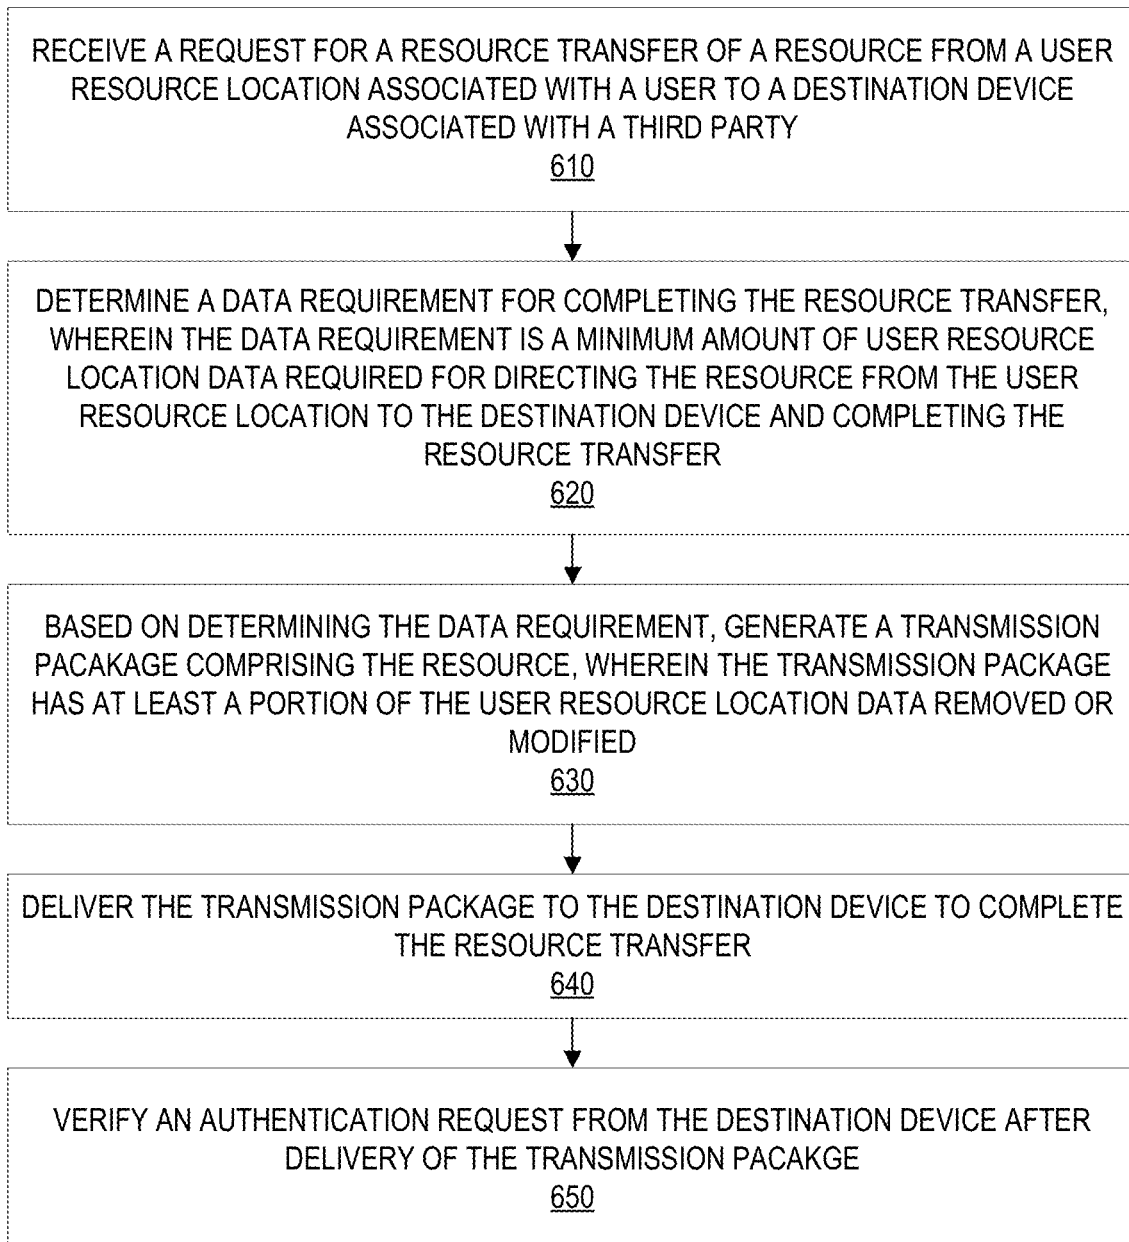 RECEIVE A REQUEST FOR A RESOURCE TRANSFER OF A RESOURCE FROM A USER
RESOURCE LOCATION ASSOCIATED WITH A USER TO A DESTINATION DEVICE
ASSOCIATED WITH A THIRD PARTY
610
DETERMINE A DATA REQUIREMENT FOR COMPLETING THE RESOURCE TRANSFER,
WHEREIN THE DATA REQUIREMENT IS A MINIMUM AMOUNT OF USER RESOURCE
LOCATION DATA REQUIRED FOR DIRECTING THE RESOURCE FROM THE USER
RESOURCE LOCATION TO THE DESTINATION DEVICE AND COMPLETING THE
RESOURCE TRANSFER
620
BASED ON DETERMINING THE DATA REQUIREMENT, GENERATE A TRANSMISSION
PACAKAGE COMPRISING THE RESOURCE, WHEREIN THE TRANSMISSION PACKAGE
HAS AT LEAST A PORTION OF THE USER RESOURCE LOCATION DATA REMOVED OR
MODIFIED
630
DELIVER THE TRANSMISSION PACKAGE TO THE DESTINATION DEVICE TO COMPLETE
THE RESOURCE TRANSFER
640
VERIFY AN AUTHENTICATION REQUEST FROM THE DESTINATION DEVICE AFTER
DELIVERY OF THE TRANSMISSION PACAKGE
650